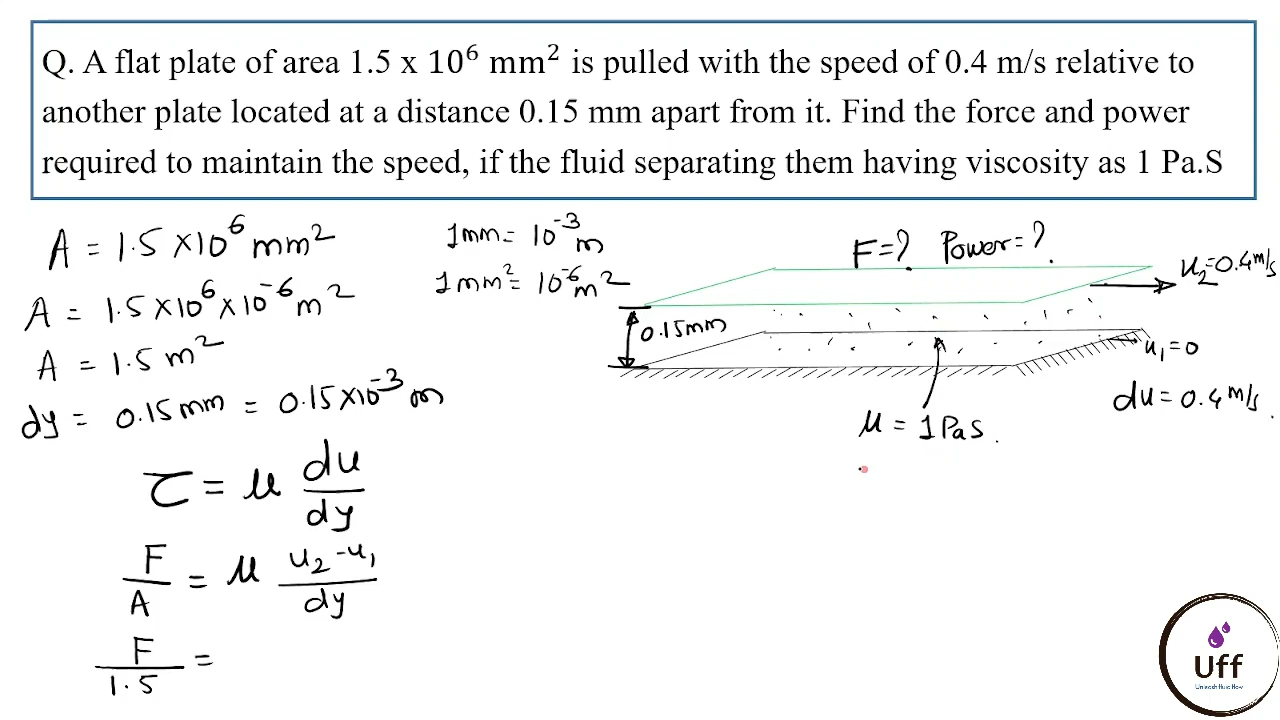 Q. A flat plate of area 1.5 x 10⁶ mm² is pulled with the speed of 0.4 m/s relative to
another plate located at a distance 0.15 mm apart from it. Find the force and power
required to maintain the speed, if the fluid separating them having viscosity as 1 Pa.S
A = 1.5 × 10⁶ mm²
A = 1.5 × 10⁶ × 10⁻⁶ m²
A = 1.5 m²
dy = 0.15 mm = 0.15 × 10⁻³ m
τ = μ du/dy
F/A = μ (u₂ - u₁)/dy
F/1.5 =
1mm = 10⁻³ m
1mm² = 10⁻⁶ m²
F = ? Power = ?
u₂ = 0.4 m/s
0.15mm
u₁ = 0
du = 0.4 m/s.
μ = 1 Pa S.
Uff